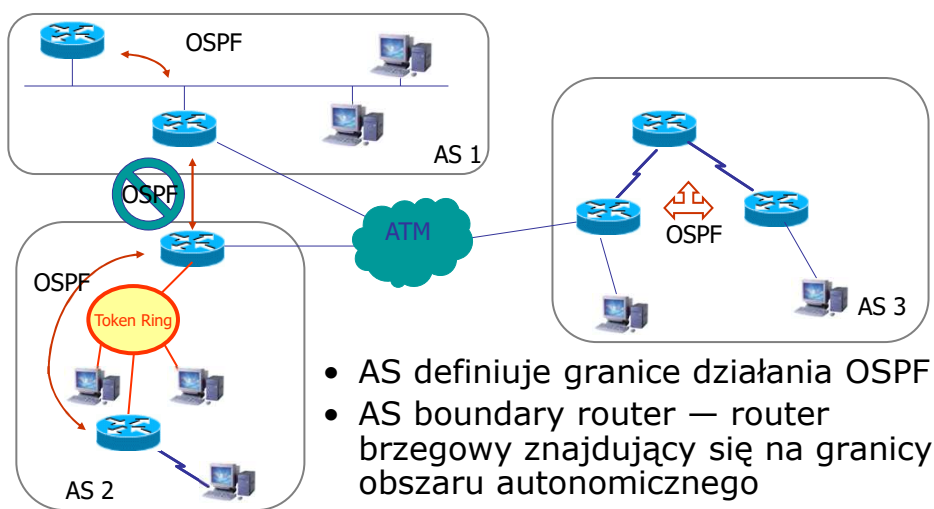 OSPF
AS 1
OSPF
ATM
OSPF
Token Ring
AS 2
OSPF
AS 3
• AS definiuje granice działania OSPF
• AS boundary router — router
brzegowy znajdujący się na granicy
obszaru autonomicznego